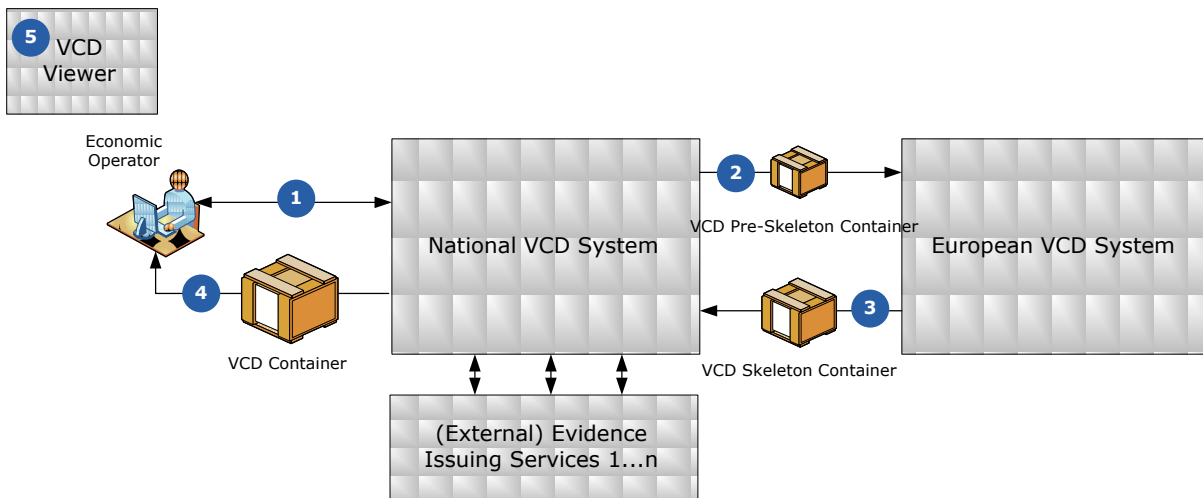 5
VCD
Viewer
Economic
Operator
1
2
VCD Pre-Skeleton Container
National VCD System
European VCD System
4
3
VCD Container
VCD Skeleton Container
(External) Evidence
Issuing Services 1...n